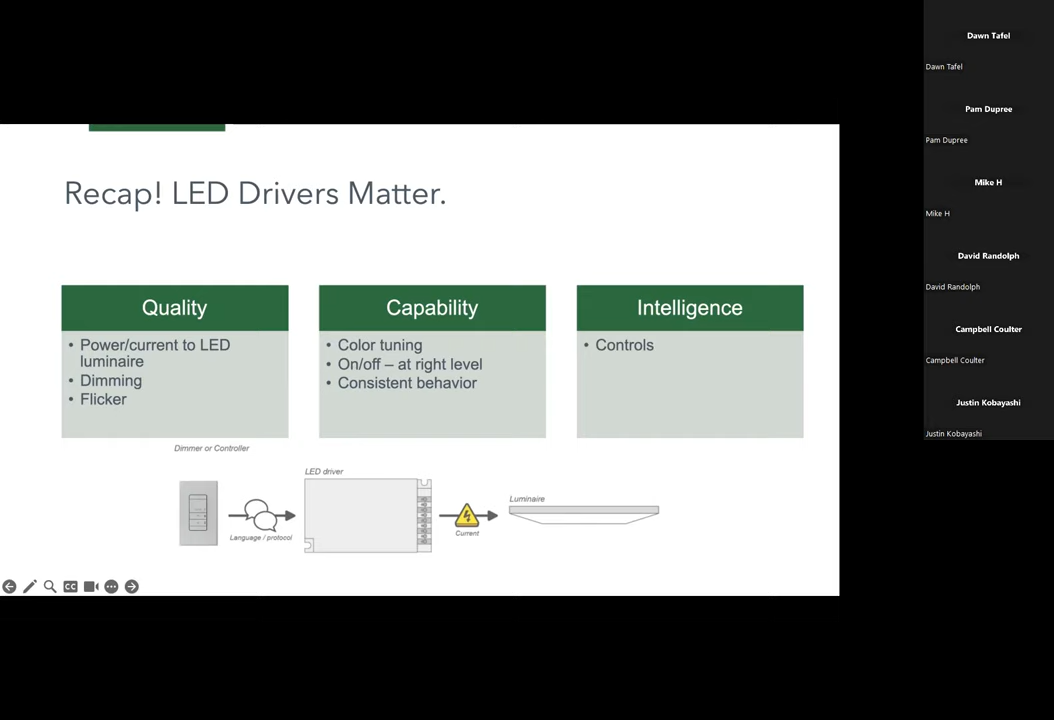 Recap! LED Drivers Matter.
Quality
• Power/current to LED
luminaire
• Dimming
• Flicker
Capability
• Color tuning
• On/off – at right level
• Consistent behavior
Intelligence
• Controls
Dimmer or Controller
LED driver
Luminaire
Language / protocol
Current
CC
Dawn Tafel
Dawn Tafel
Pam Dupree
Pam Dupree
Mike H
Mike H
David Randolph
David Randolph
Campbell Coulter
Campbell Coulter
Justin Kobayashi
Justin Kobayashi